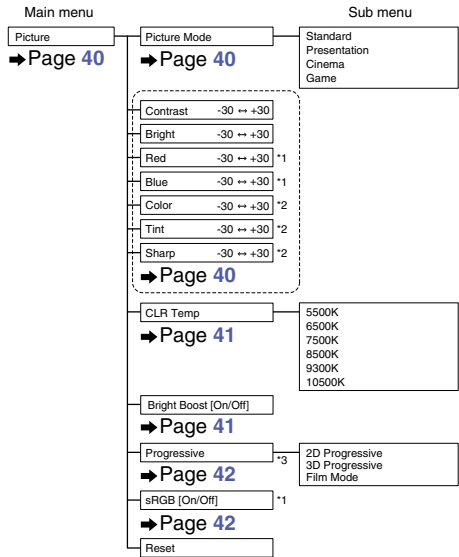 Main menu
Sub menu
Picture
➡Page 40
Picture Mode
➡Page 40
Standard
Presentation
Cinema
Game
Contrast -30 ↔ +30
Bright -30 ↔ +30
Red -30 ↔ +30 *1
Blue -30 ↔ +30 *1
Color -30 ↔ +30 *2
Tint -30 ↔ +30 *2
Sharp -30 ↔ +30 *2
➡Page 40
CLR Temp
➡Page 41
5500K
6500K
7500K
8500K
9300K
10500K
Bright Boost [On/Off]
➡Page 41
Progressive *3
➡Page 42
2D Progressive
3D Progressive
Film Mode
sRGB [On/Off] *1
➡Page 42
Reset